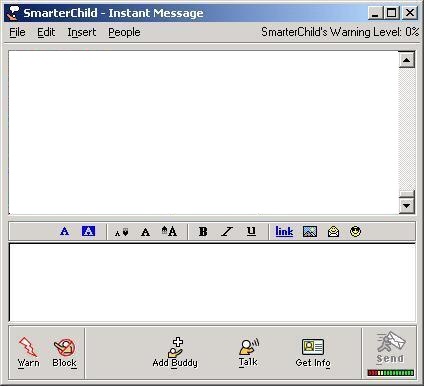 SmarterChild - Instant Message
File Edit Insert People SmarterChild's Warning Level: 0%
A A A A A B I U link
Warn Block Add Buddy Talk Get Info Send